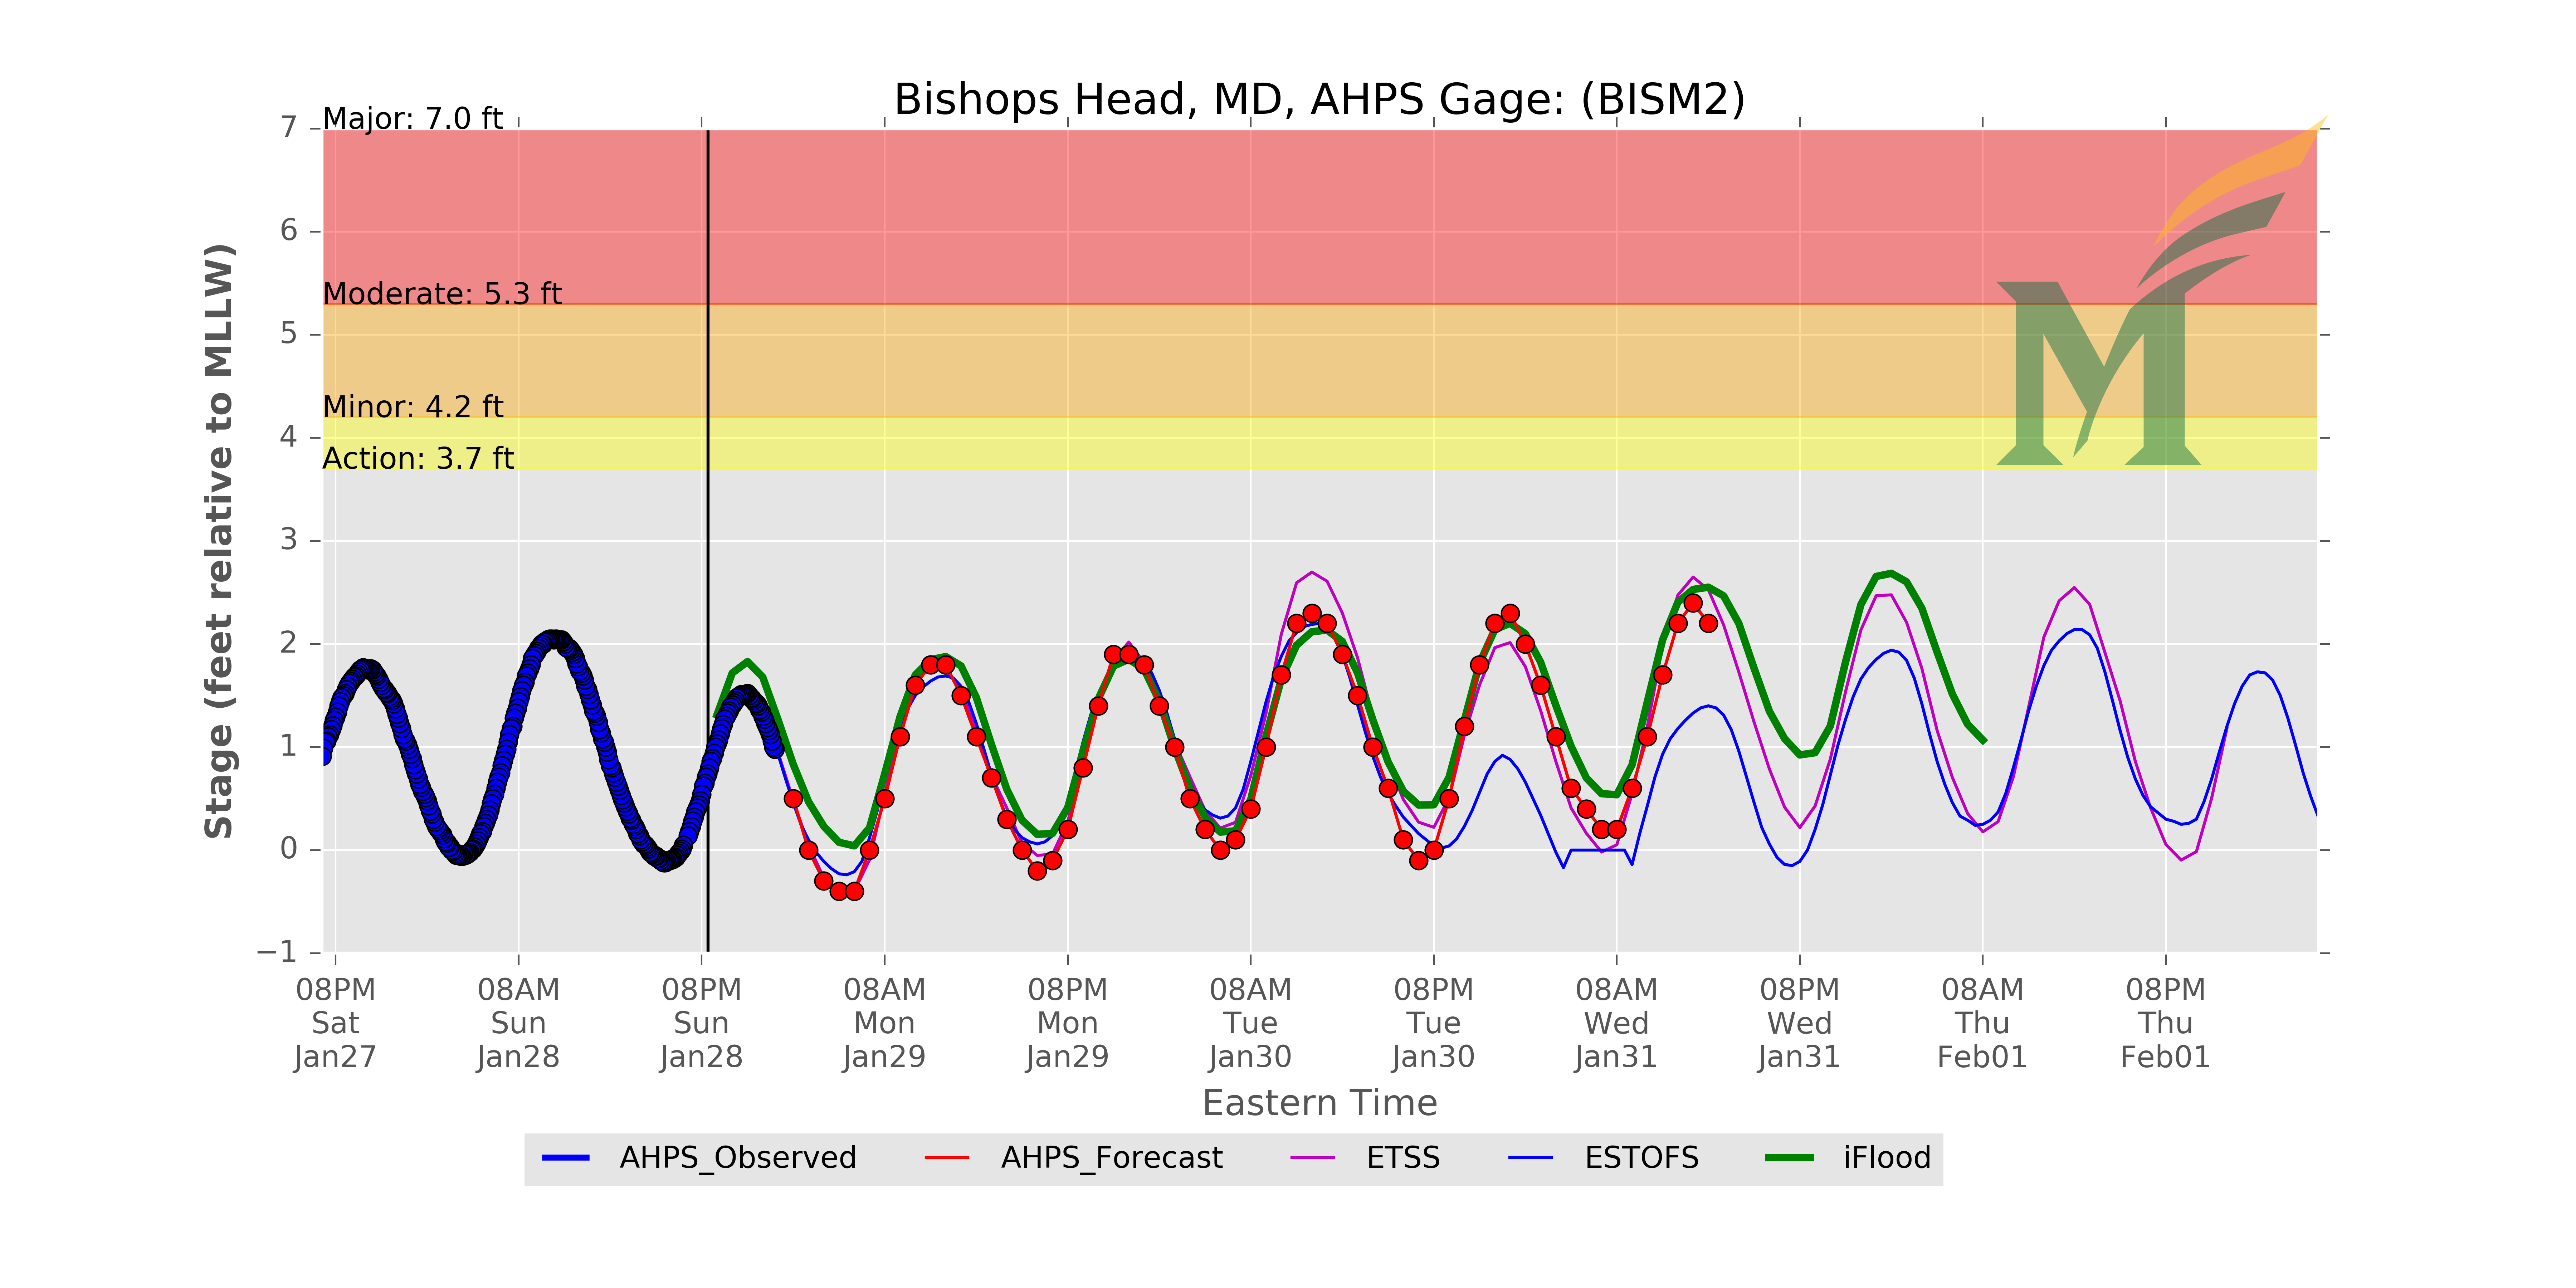 Bishops Head, MD, AHPS Gage: (BISM2)
Major: 7.0 ft
Moderate: 5.3 ft
Minor: 4.2 ft
Action: 3.7 ft
7
6
5
4
3
2
1
0
−1
Stage (feet relative to MLLW)
08PM Sat Jan27
08AM Sun Jan28
08PM Sun Jan28
08AM Mon Jan29
08PM Mon Jan29
08AM Tue Jan30
08PM Tue Jan30
08AM Wed Jan31
08PM Wed Jan31
08AM Thu Feb01
08PM Thu Feb01
Eastern Time
AHPS_Observed
AHPS_Forecast
ETSS
ESTOFS
iFlood
M